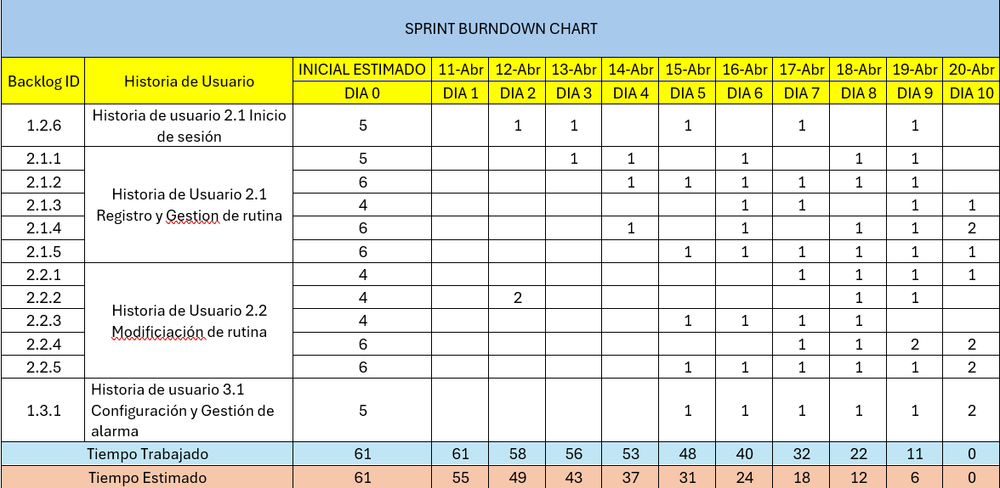 SPRINT BURNDOWN CHART
Backlog ID Historia de Usuario INICIAL ESTIMADO 11-Abr 12-Abr 13-Abr 14-Abr 15-Abr 16-Abr 17-Abr 18-Abr 19-Abr 20-Abr
DIA 0 DIA 1 DIA 2 DIA 3 DIA 4 DIA 5 DIA 6 DIA 7 DIA 8 DIA 9 DIA 10
Historia de usuario 2.1 Inicio
1.2.6 5 1 1 1 1 1
de sesión
2.1.1 5 1 1 1 1 1
2.1.2 6 1 1 1 1 1 1
Historia de Usuario 2.1
2.1.3 4 1 1 1 1
Registro y Gestion de rutina
2.1.4 6 1 1 1 1 2
2.1.5 6 1 1 1 1 1 1
2.2.1 4 1 1 1 1
2.2.2 4 2 1 1
Historia de Usuario 2.2
2.2.3 4 1 1 1 1
Modificiación de rutina
2.2.4 6 1 1 2 2
2.2.5 6 1 1 1 1 1 2
Historia de usuario 3.1
1.3.1 Configuración y Gestión de 5 1 1 1 1 1 2
alarma
Tiempo Trabajado 61 61 58 56 53 48 40 32 22 11 0
Tiempo Estimado 61 55 49 43 37 31 24 18 12 6 0